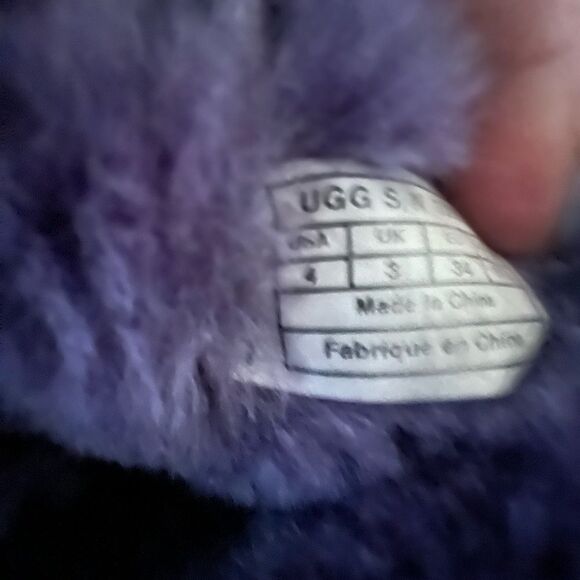 UGG S/N
USA UK
4 3 34
Made in China
Fabriqué en Chine